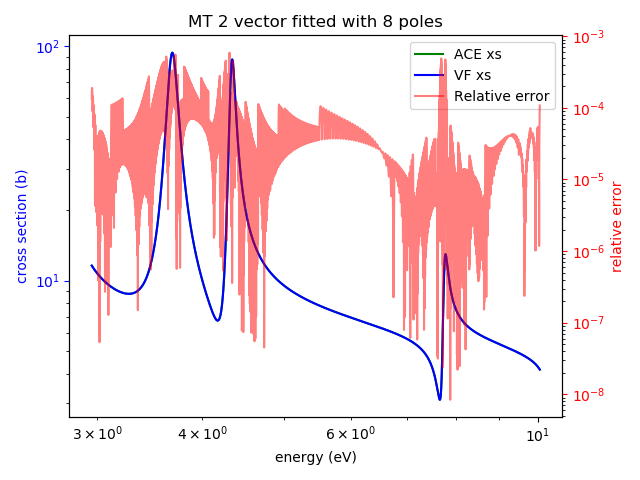 MT 2 vector fitted with 8 poles
ACE xs
VF xs
Relative error
cross section (b)
10²
10¹
relative error
10⁻³
10⁻⁴
10⁻⁵
10⁻⁶
10⁻⁷
10⁻⁸
3 × 10⁰
4 × 10⁰
6 × 10⁰
10¹
energy (eV)